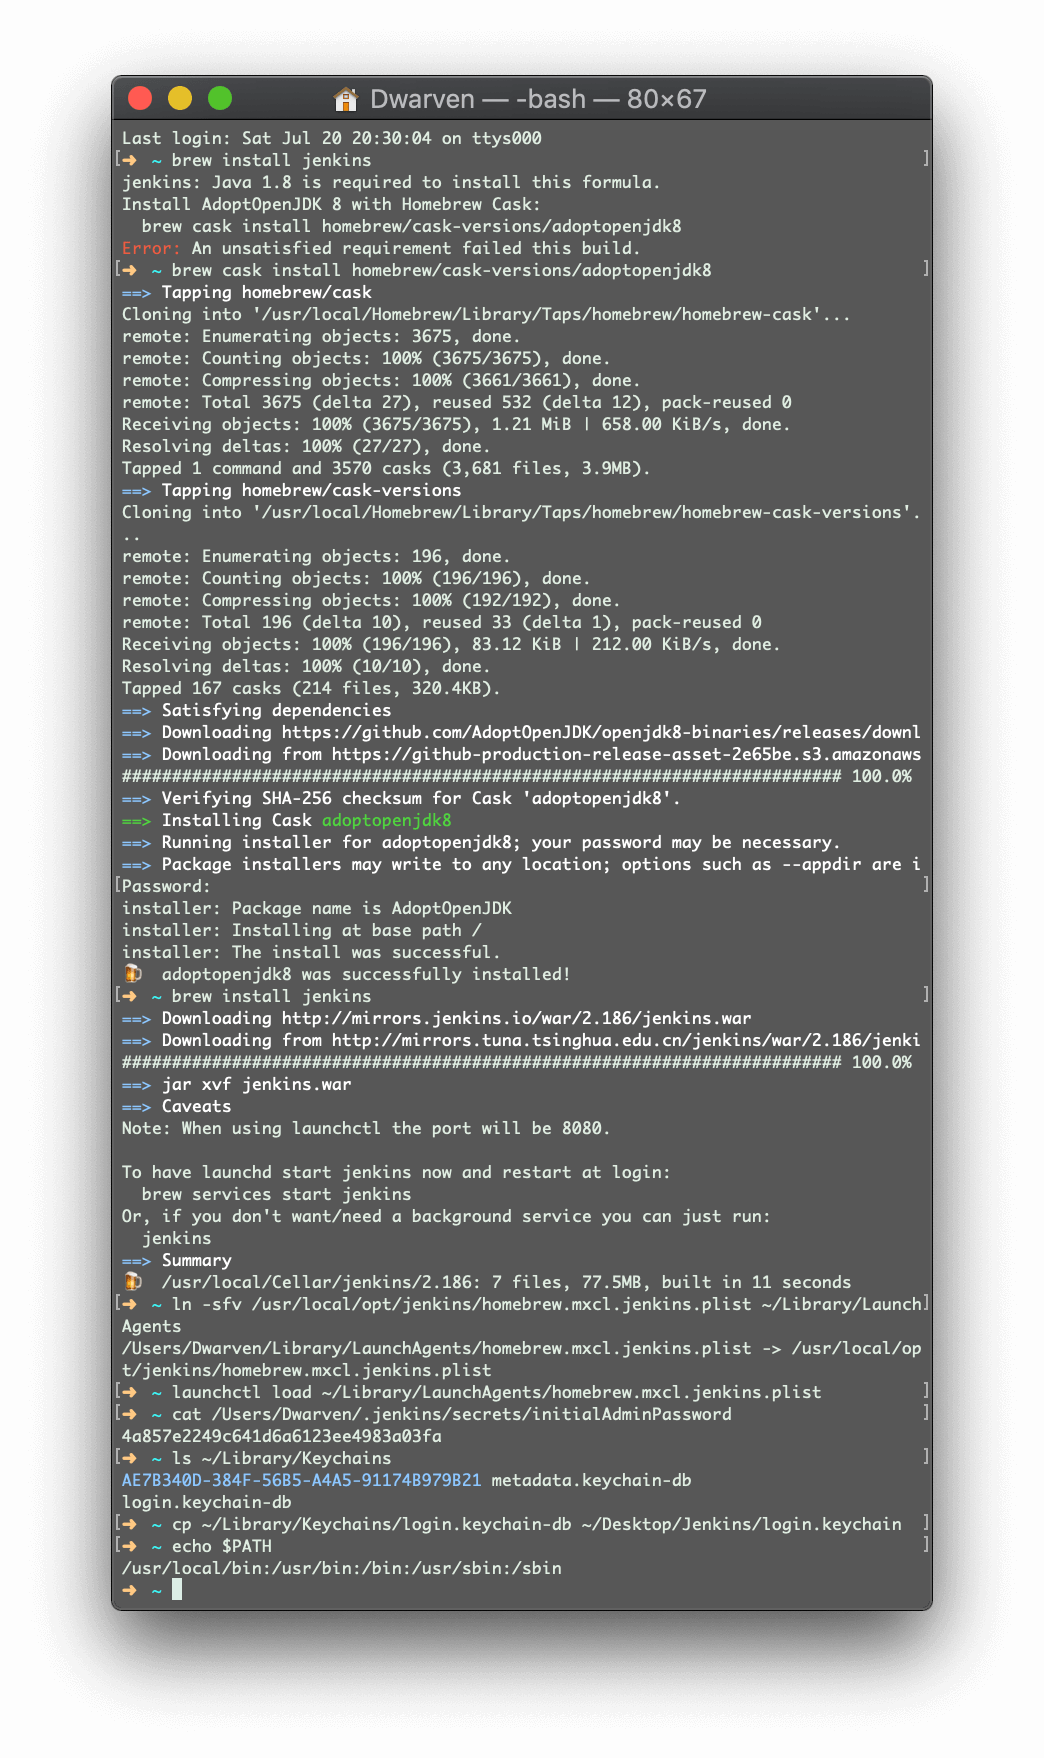 Dwarven — -bash — 80×67
Last login: Sat Jul 20 20:30:04 on ttys000
[➜ ~ brew install jenkins ]
jenkins: Java 1.8 is required to install this formula.
Install AdoptOpenJDK 8 with Homebrew Cask:
  brew cask install homebrew/cask-versions/adoptopenjdk8
Error: An unsatisfied requirement failed this build.
[➜ ~ brew cask install homebrew/cask-versions/adoptopenjdk8 ]
==> Tapping homebrew/cask
Cloning into '/usr/local/Homebrew/Library/Taps/homebrew/homebrew-cask'...
remote: Enumerating objects: 3675, done.
remote: Counting objects: 100% (3675/3675), done.
remote: Compressing objects: 100% (3661/3661), done.
remote: Total 3675 (delta 27), reused 532 (delta 12), pack-reused 0
Receiving objects: 100% (3675/3675), 1.21 MiB | 658.00 KiB/s, done.
Resolving deltas: 100% (27/27), done.
Tapped 1 command and 3570 casks (3,681 files, 3.9MB).
==> Tapping homebrew/cask-versions
Cloning into '/usr/local/Homebrew/Library/Taps/homebrew/homebrew-cask-versions'.
..
remote: Enumerating objects: 196, done.
remote: Counting objects: 100% (196/196), done.
remote: Compressing objects: 100% (192/192), done.
remote: Total 196 (delta 10), reused 33 (delta 1), pack-reused 0
Receiving objects: 100% (196/196), 83.12 KiB | 212.00 KiB/s, done.
Resolving deltas: 100% (10/10), done.
Tapped 167 casks (214 files, 320.4KB).
==> Satisfying dependencies
==> Downloading https://github.com/AdoptOpenJDK/openjdk8-binaries/releases/downl
==> Downloading from https://github-production-release-asset-2e65be.s3.amazonaws
######################################################################## 100.0%
==> Verifying SHA-256 checksum for Cask 'adoptopenjdk8'.
==> Installing Cask adoptopenjdk8
==> Running installer for adoptopenjdk8; your password may be necessary.
==> Package installers may write to any location; options such as --appdir are i
[Password: ]
installer: Package name is AdoptOpenJDK
installer: Installing at base path /
installer: The install was successful.
🍺  adoptopenjdk8 was successfully installed!
[➜ ~ brew install jenkins ]
==> Downloading http://mirrors.jenkins.io/war/2.186/jenkins.war
==> Downloading from http://mirrors.tuna.tsinghua.edu.cn/jenkins/war/2.186/jenki
######################################################################## 100.0%
==> jar xvf jenkins.war
==> Caveats
Note: When using launchctl the port will be 8080.

To have launchd start jenkins now and restart at login:
  brew services start jenkins
Or, if you don't want/need a background service you can just run:
  jenkins
==> Summary
🍺  /usr/local/Cellar/jenkins/2.186: 7 files, 77.5MB, built in 11 seconds
[➜ ~ ln -sfv /usr/local/opt/jenkins/homebrew.mxcl.jenkins.plist ~/Library/Launch]
Agents
/Users/Dwarven/Library/LaunchAgents/homebrew.mxcl.jenkins.plist -> /usr/local/op
t/jenkins/homebrew.mxcl.jenkins.plist
[➜ ~ launchctl load ~/Library/LaunchAgents/homebrew.mxcl.jenkins.plist ]
[➜ ~ cat /Users/Dwarven/.jenkins/secrets/initialAdminPassword ]
4a857e2249c641d6a6123ee4983a03fa
[➜ ~ ls ~/Library/Keychains ]
AE7B340D-384F-56B5-A4A5-91174B979B21 metadata.keychain-db
login.keychain-db
[➜ ~ cp ~/Library/Keychains/login.keychain-db ~/Desktop/Jenkins/login.keychain ]
[➜ ~ echo $PATH ]
/usr/local/bin:/usr/bin:/bin:/usr/sbin:/sbin
➜ ~